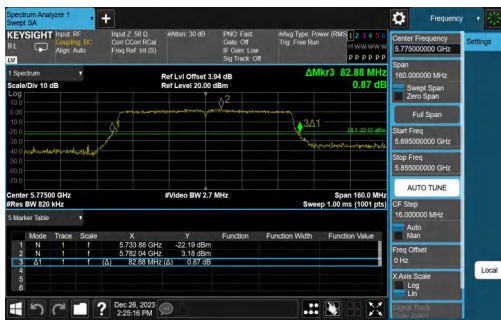 Spectrum Analyzer 1
Swept SA
Frequency
KEYSIGHT Input: RF Input Z: 50 Ω #Atten: 30 dB PNO: Fast #Avg Type: Power (RMS 1 2 3 4 5 6
RL Coupling: DC Corr CCorr RCal Gate: Off Trig: Free Run M W W W W W
Align: Auto Freq Ref: Int (S) IF Gain: Low P P P P P P
LW Sig Track: Off
Center Frequency
5.775000000 GHz
Settings
Span
160.000000 MHz
Swept Span
Zero Span
Full Span
Start Freq
5.695000000 GHz
Stop Freq
5.855000000 GHz
AUTO TUNE
CF Step
16.000000 MHz
Auto
Man
Freq Offset
0 Hz
X Axis Scale
Log
Lin
Signal Track
Local
1 Spectrum Ref Lvl Offset 3.94 dB ΔMkr3 82.88 MHz
Scale/Div 10 dB Ref Level 20.00 dBm 0.87 dB
Log
10.0
0.00
-10.0
-20.0
-30.0
-40.0
-50.0
-60.0
-70.0
2
3Δ1
Center 5.77500 GHz #Video BW 2.7 MHz Span 160.0 MHz
#Res BW 820 kHz Sweep 1.00 ms (1001 pts)
5 Marker Table
Mode Trace Scale X Y Function Function Width Function Value
1 N 1 f 5.733 88 GHz -22.19 dBm
2 N 1 f 5.782 04 GHz 3.18 dBm
3 Δ1 1 f (Δ) 82.88 MHz (Δ) 0.87 dB
4
5
6
Dec 26, 2023
2:25:16 PM